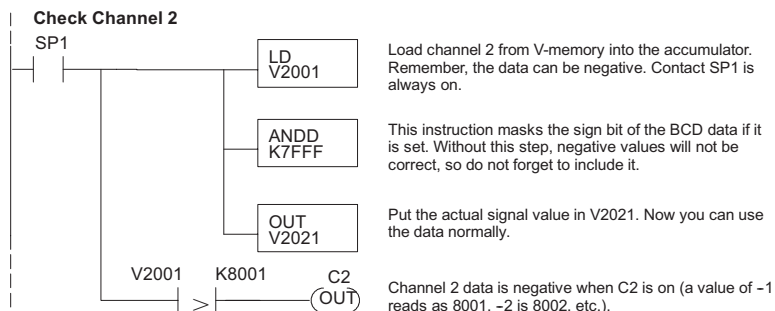 Check Channel 2
SP1
LD
V2001
Load channel 2 from V-memory into the accumulator.
Remember, the data can be negative. Contact SP1 is
always on.
ANDD
K7FFF
This instruction masks the sign bit of the BCD data if it
is set. Without this step, negative values will not be
correct, so do not forget to include it.
OUT
V2021
Put the actual signal value in V2021. Now you can use
the data normally.
V2001 K8001 C2
> OUT
Channel 2 data is negative when C2 is on (a value of -1
reads as 8001, -2 is 8002, etc.).